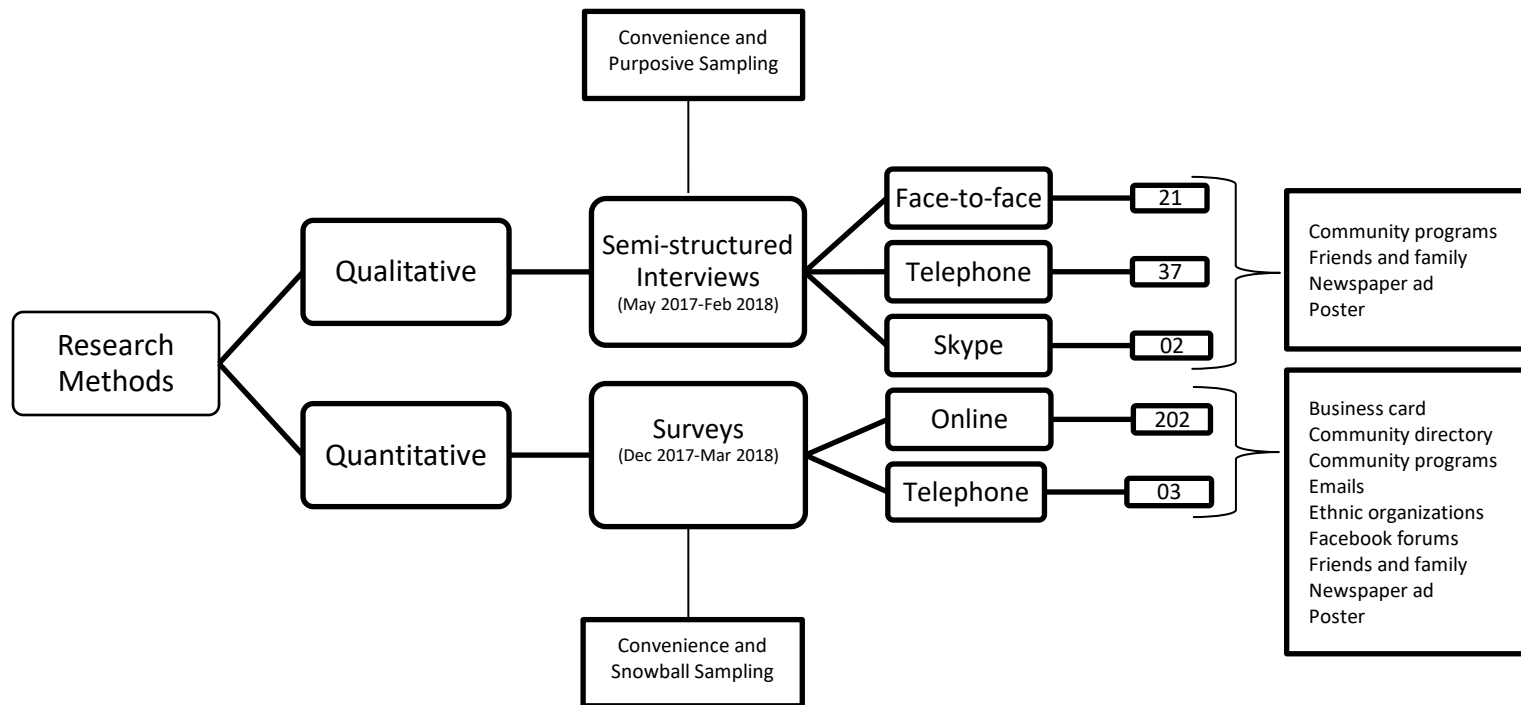 Convenience and
Purposive Sampling
Research
Methods
Qualitative
Semi-structured
Interviews
(May 2017-Feb 2018)
Face-to-face
21
Telephone
37
Skype
02
Community programs
Friends and family
Newspaper ad
Poster
Quantitative
Surveys
(Dec 2017-Mar 2018)
Online
202
Telephone
03
Business card
Community directory
Community programs
Emails
Ethnic organizations
Facebook forums
Friends and family
Newspaper ad
Poster
Convenience and
Snowball Sampling